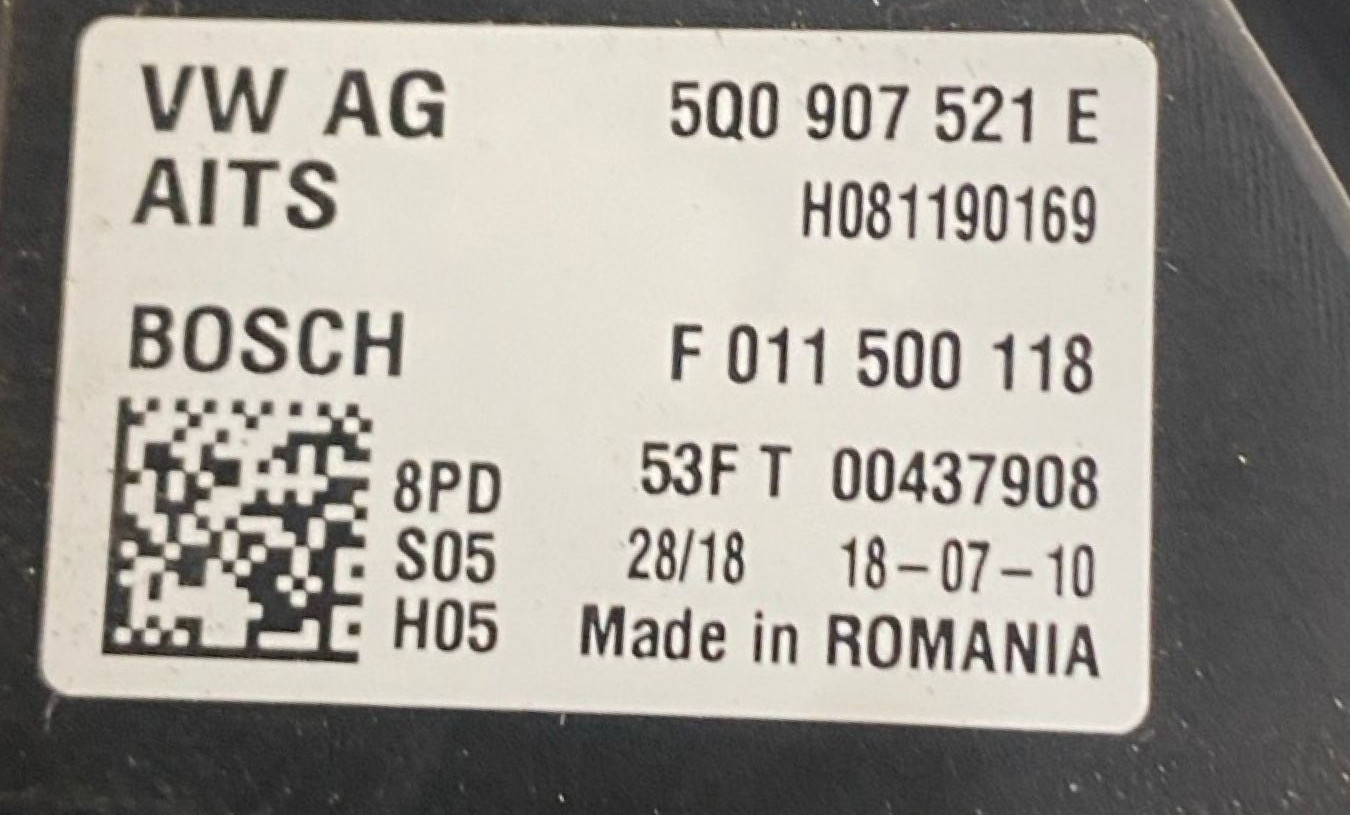 VW AG 5Q0 907 521 E
AITS H081190169
BOSCH F 011 500 118
8PD 53F T 00437908
S05 28/18 18-07-10
H05 Made in ROMANIA